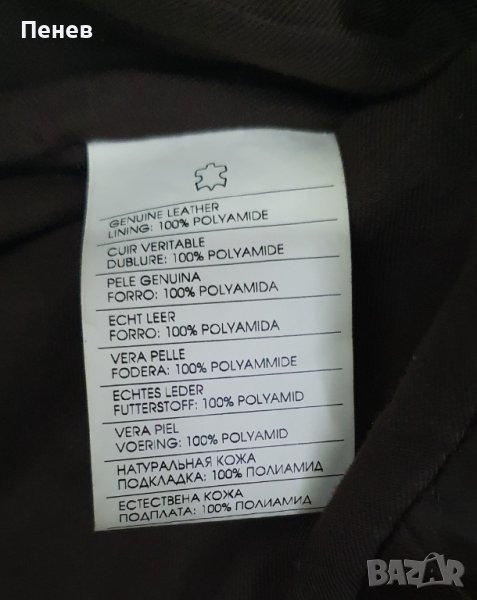 Пенев
GENUINE LEATHER
LINING: 100% POLYAMIDE
CUIR VERITABLE
DUBLURE: 100% POLYAMIDE
PELE GENUINA
FORRO: 100% POLYAMIDA
ECHT LEER
FORRO: 100% POLYAMIDA
VERA PELLE
FODERA: 100% POLYAMMIDE
ECHTES LEDER
FUTTERSTOFF: 100% POLYAMID
VERA PIEL
VOERING: 100% POLYAMID
НАТУРАЛЬНАЯ КОЖА
ПОДКЛАДКА: 100% ПОЛИАМИД
ЕСТЕСТВЕНА КОЖА
ПОДПЛАТА: 100% ПОЛИАМИД
BAZAR